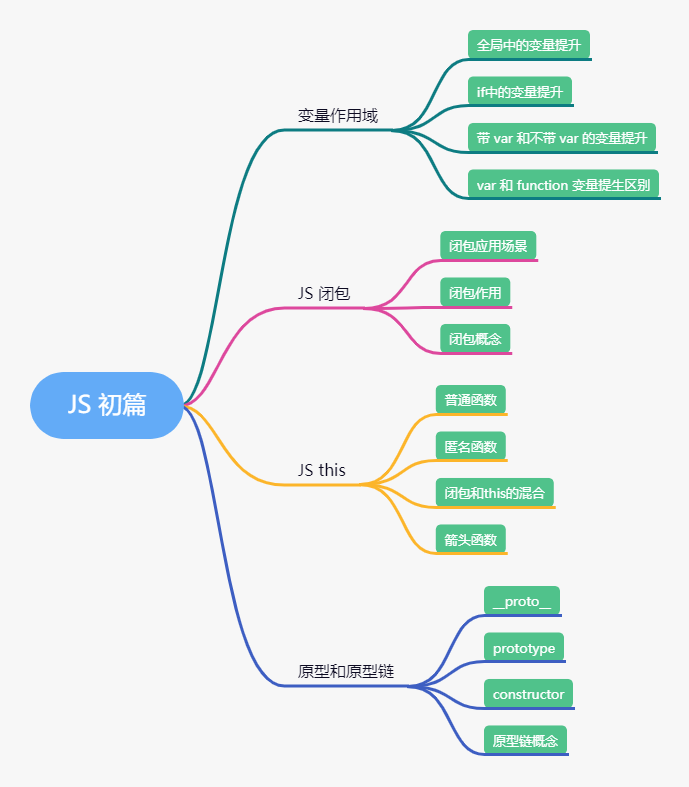 JS 初篇
变量作用域
全局中的变量提升
if中的变量提升
带 var 和不带 var 的变量提升
var 和 function 变量提生区别
JS 闭包
闭包应用场景
闭包作用
闭包概念
JS this
普通函数
匿名函数
闭包和this的混合
箭头函数
原型和原型链
__proto__
prototype
constructor
原型链概念